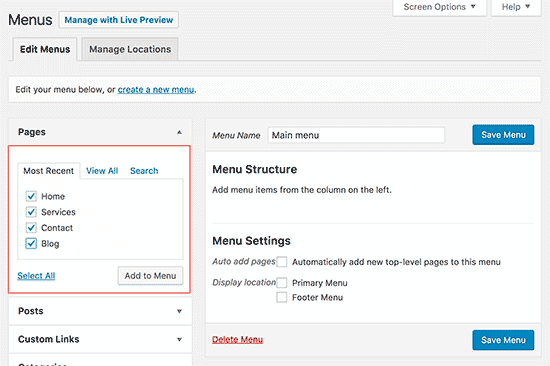 Screen Options ▼ Help ▼
Menus Manage with Live Preview
Edit Menus Manage Locations
Edit your menu below, or create a new menu.
Pages
Most Recent View All Search
Home
Services
Contact
Blog
Select All Add to Menu
Posts
Custom Links
Categories
Menu Name Main menu Save Menu
Menu Structure
Add menu items from the column on the left.
Menu Settings
Auto add pages Automatically add new top-level pages to this menu
Display location Primary Menu
Footer Menu
Delete Menu Save Menu